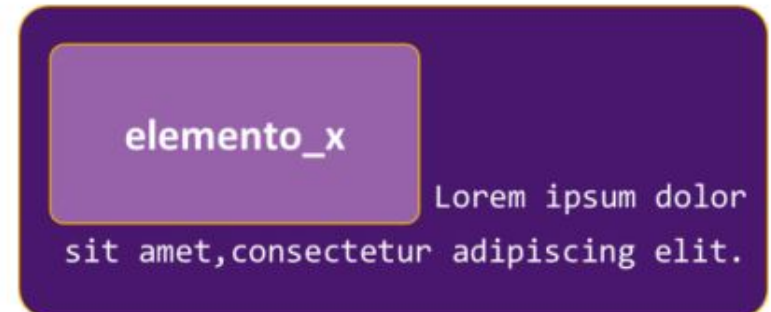 elemento_x
Lorem ipsum dolor
sit amet,consectetur adipiscing elit.